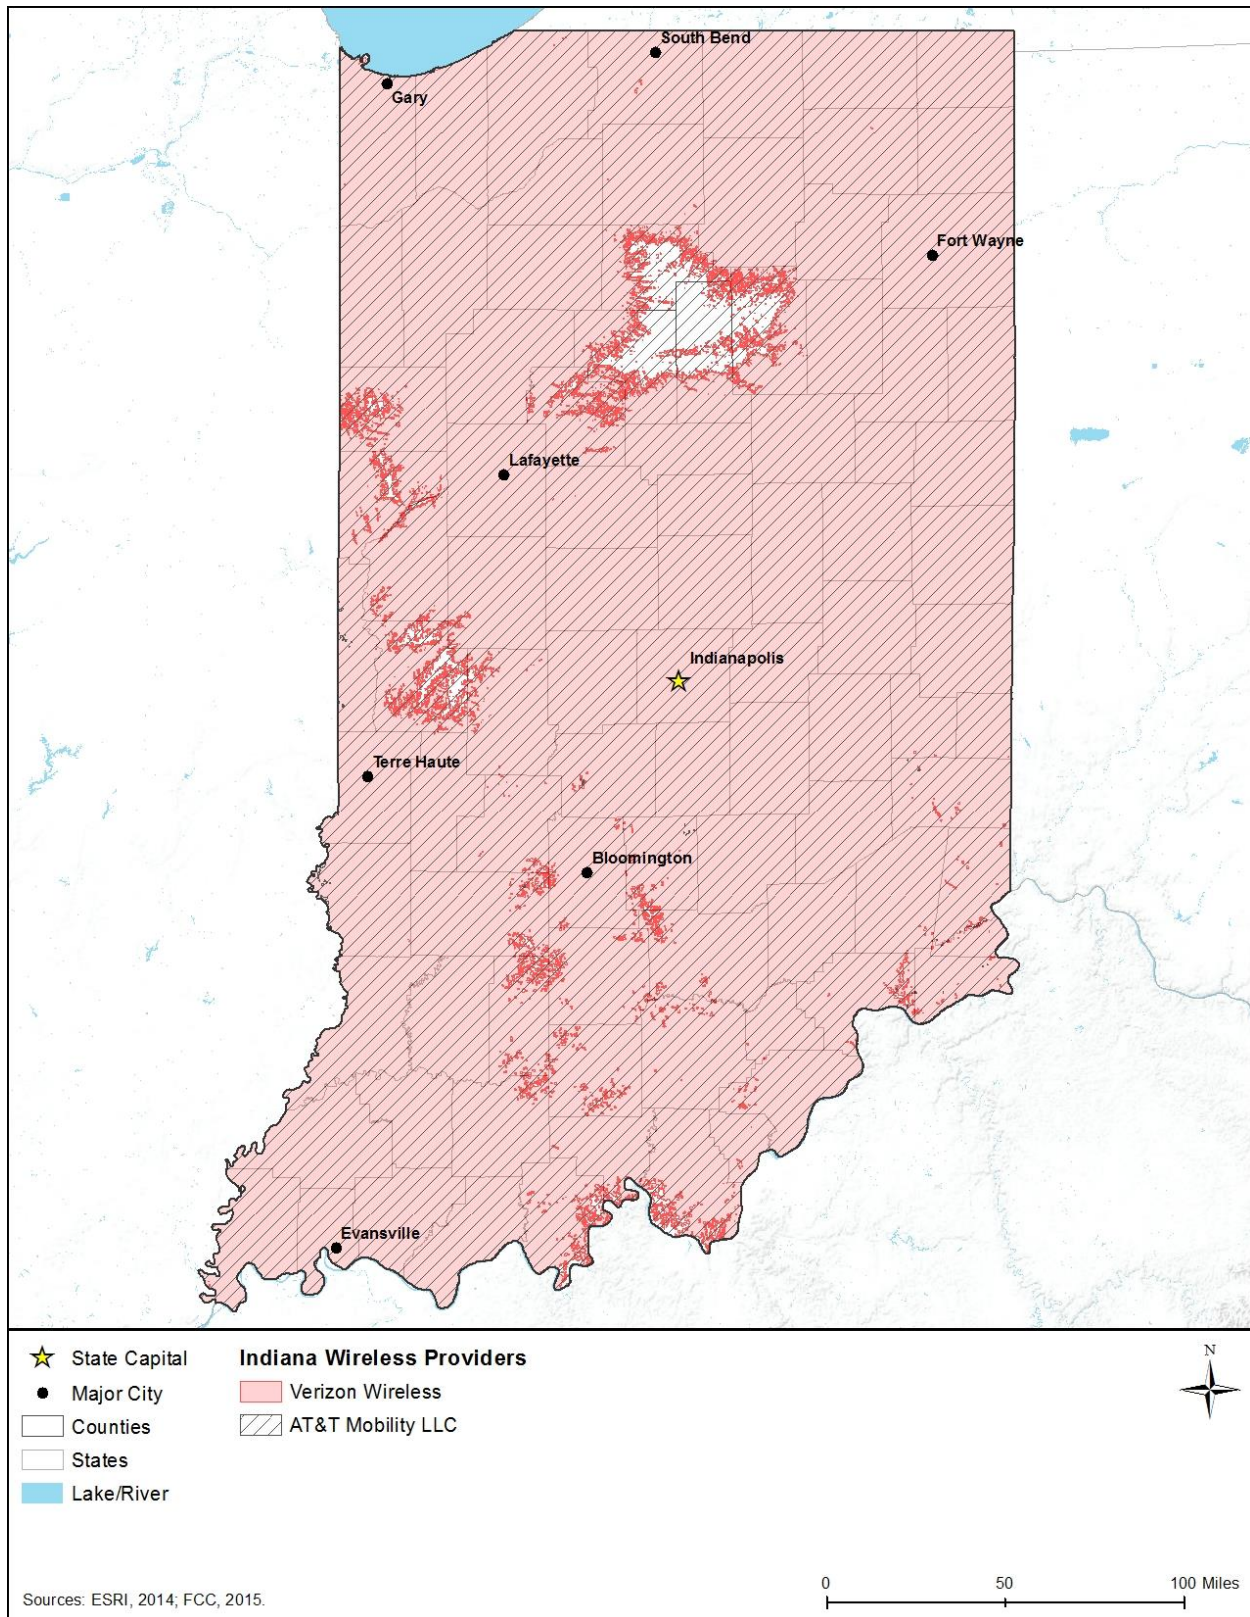 South Bend
Gary
Fort Wayne
Lafayette
Indianapolis
Terre Haute
Bloomington
Evansville
State Capital
Major City
Counties
States
Lake/River
Indiana Wireless Providers
Verizon Wireless
AT&T Mobility LLC
N
Sources: ESRI, 2014; FCC, 2015.
0 50 100 Miles